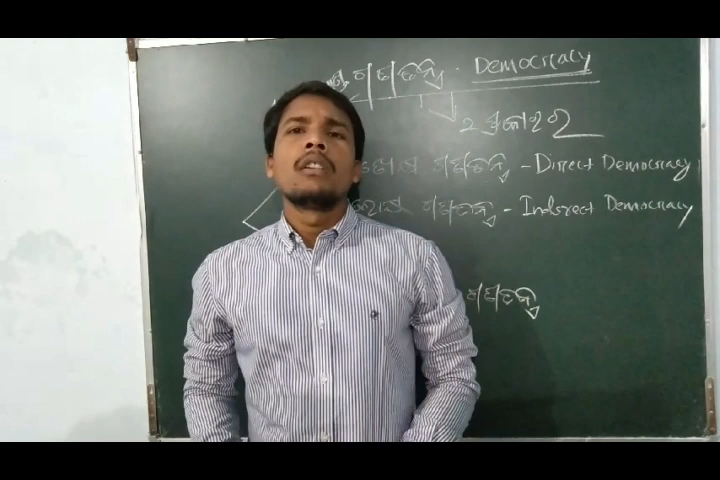 ଗଣତନ୍ତ୍ର - Democracy
୨ ପ୍ରକାରର
ଗଣତନ୍ତ୍ର - Direct Democracy
ଗଣତନ୍ତ୍ର - Indirect Democracy
ଗଣତନ୍ତ୍ର